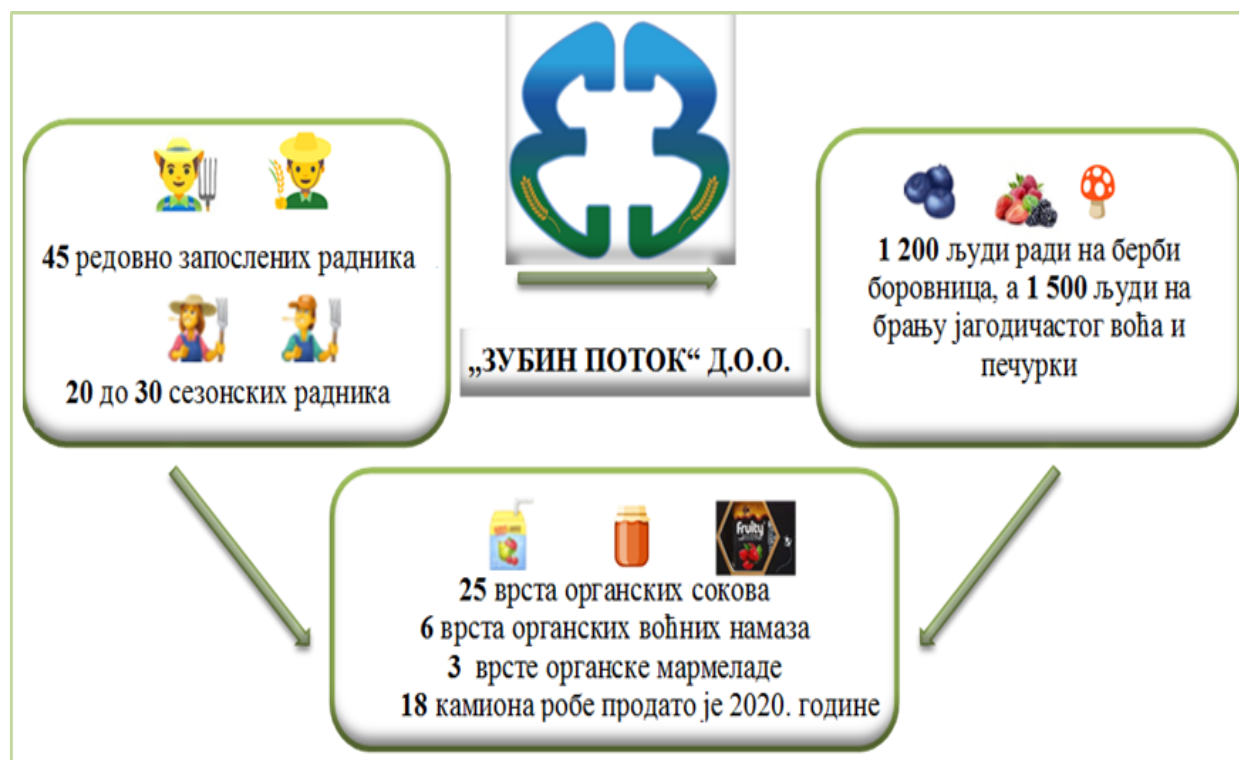 45 редовно запослених радника
20 до 30 сезонских радника
„ЗУБИН ПОТОК“ Д.О.О.
1 200 људи ради на берби
боровница, а 1 500 људи на
брању јагодичастог воћа и
печурки
Fruity
25 врста органских сокова
6 врста органских воћних намаза
3 врсте органске мармеладе
18 камиона робе продато је 2020. године